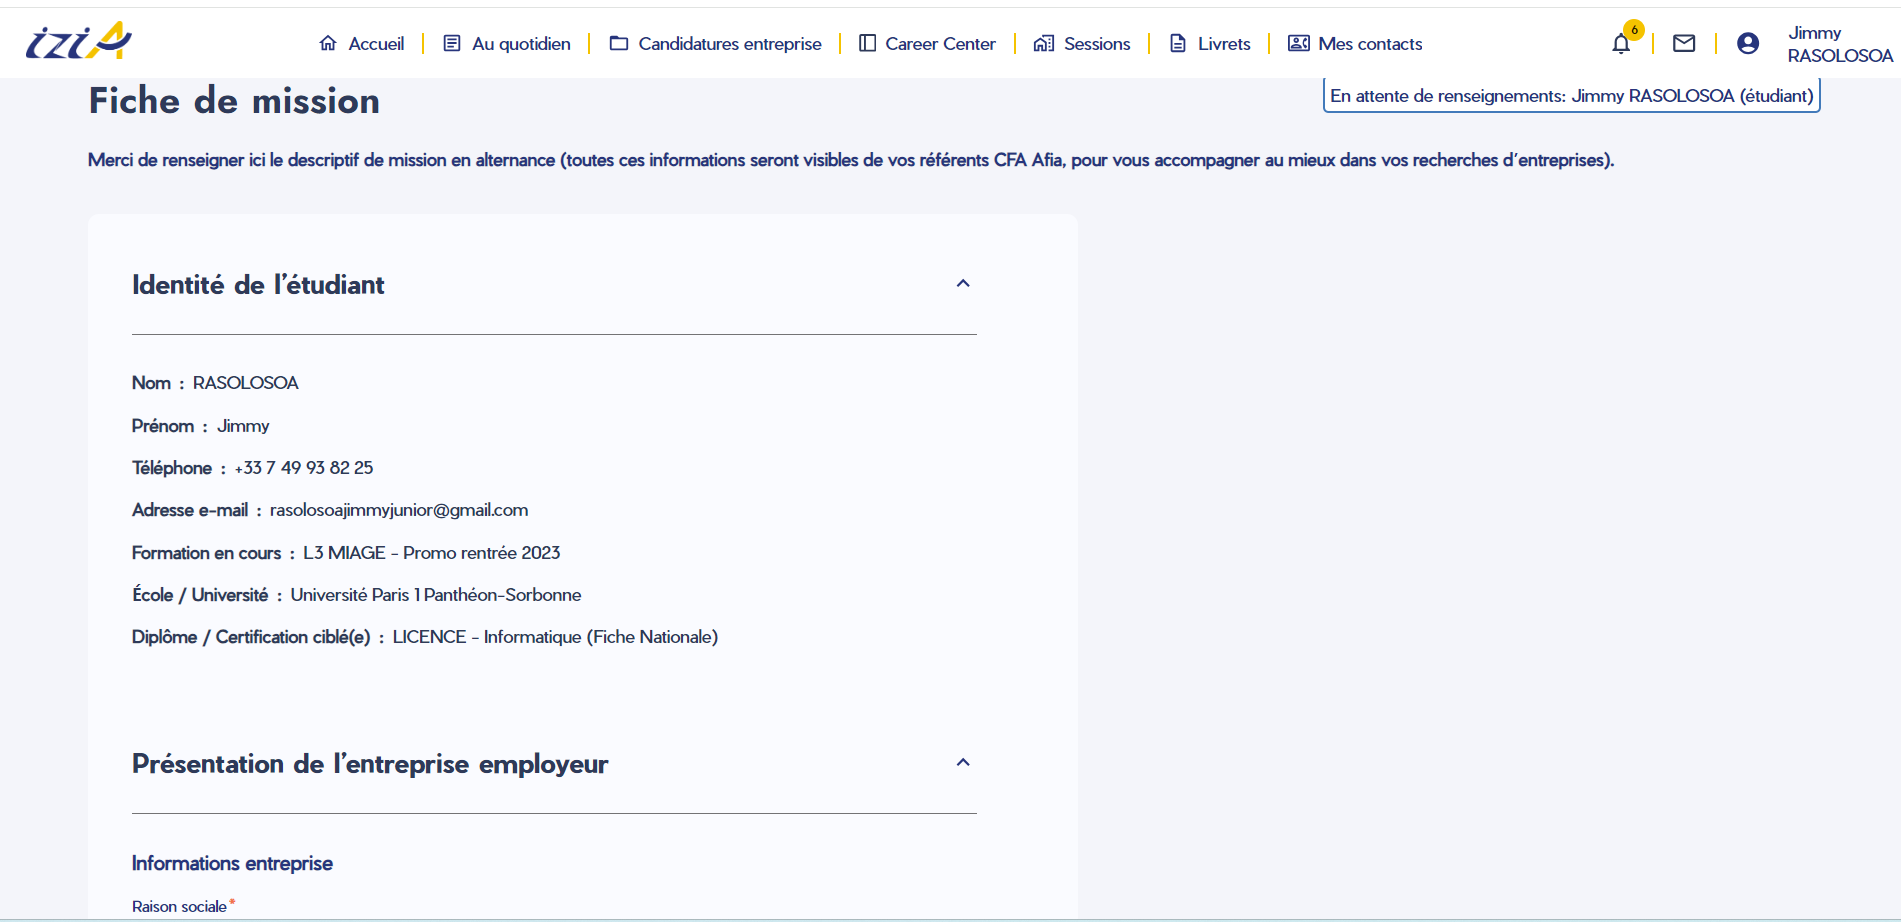 iziA
Accueil
Au quotidien
Candidatures entreprise
Career Center
Sessions
Livrets
Mes contacts
6
Jimmy
RASOLOSOA
Fiche de mission
En attente de renseignements: Jimmy RASOLOSOA (étudiant)
Merci de renseigner ici le descriptif de mission en alternance (toutes ces informations seront visibles de vos référents CFA Afia, pour vous accompagner au mieux dans vos recherches d'entreprises).
Identité de l'étudiant
Nom : RASOLOSOA
Prénom : Jimmy
Téléphone : +33 7 49 93 82 25
Adresse e-mail : rasolosoajimmyjunior@gmail.com
Formation en cours : L3 MIAGE - Promo rentrée 2023
École / Université : Université Paris 1 Panthéon-Sorbonne
Diplôme / Certification ciblé(e) : LICENCE - Informatique (Fiche Nationale)
Présentation de l'entreprise employeur
Informations entreprise
Raison sociale *